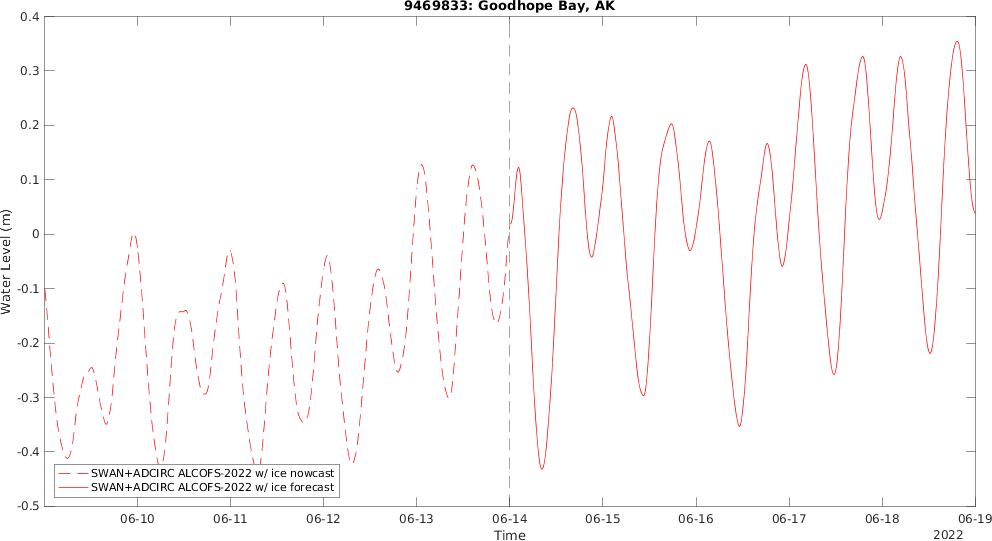 9469833: Goodhope Bay, AK
0.4
0.3
0.2
0.1
0
-0.1
-0.2
-0.3
-0.4
-0.5
Water Level (m)
SWAN+ADCIRC ALCOFS-2022 w/ ice nowcast
SWAN+ADCIRC ALCOFS-2022 w/ ice forecast
06-10 06-11 06-12 06-13 06-14 06-15 06-16 06-17 06-18 06-19
Time
2022